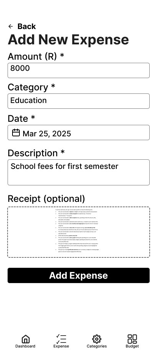 ← Back
Add New Expense
Amount (R) *
8000
Category *
Education
Date *
Mar 25, 2025
Description *
School fees for first semester
Receipt (optional)
Add Expense
Dashboard Expense Categories Budget